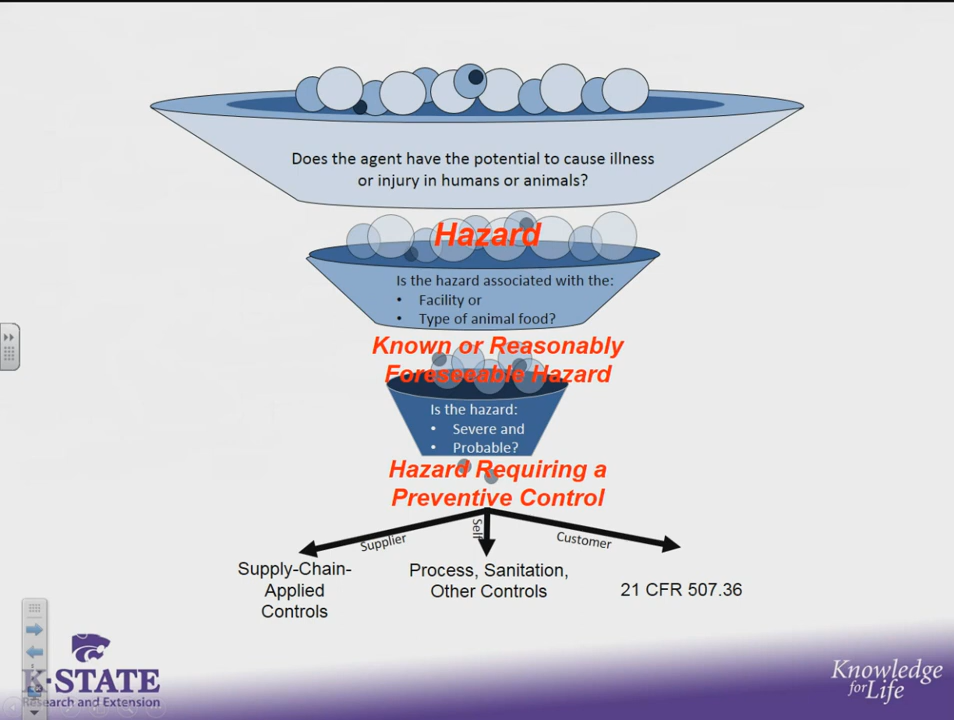 Does the agent have the potential to cause illness
or injury in humans or animals?
Hazard
Is the hazard associated with the:
• Facility or
• Type of animal food?
Known or Reasonably
Foreseeable Hazard
Is the hazard:
• Severe and
• Probable?
Hazard Requiring a
Preventive Control
Supplier
Self
Customer
Supply-Chain-
Applied
Controls
Process, Sanitation,
Other Controls
21 CFR 507.36
K-STATE
Research and Extension
Knowledge
for Life